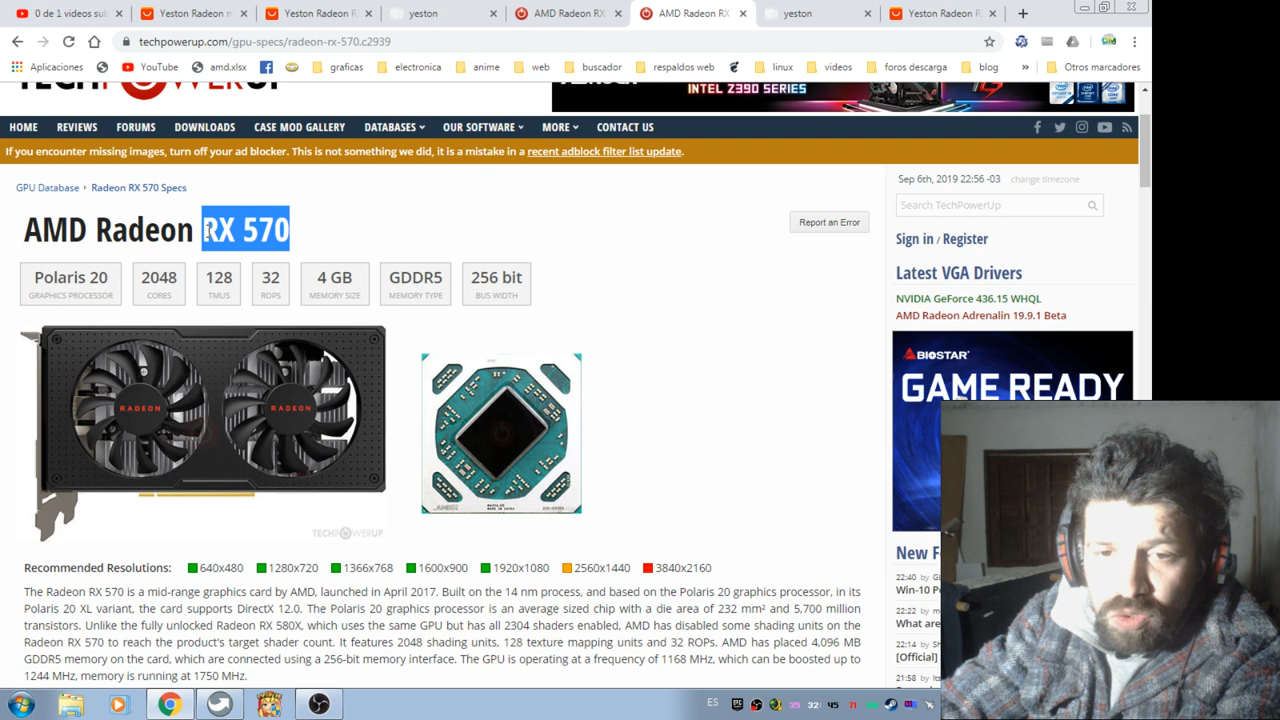 0 de 1 videos sub
Yeston Radeon
Yeston Radeon R
yeston
AMD Radeon RX
AMD Radeon RX
yeston
Yeston Radeon R
techpowerup.com/gpu-specs/radeon-rx-570.c2939
Aplicaciones
YouTube
amd.xlsx
graficas
electronica
anime
web
buscador
respaldos web
linux
videos
foros descarga
blog
»
Otros marcadores
INTEL Z390 SERIES
HOME
REVIEWS
FORUMS
DOWNLOADS
CASE MOD GALLERY
DATABASES
OUR SOFTWARE
MORE
CONTACT US
If you encounter missing images, turn off your ad blocker. This is not something we did, it is a mistake in a recent adblock filter list update.
GPU Database
Radeon RX 570 Specs
Sep 6th, 2019 22:56 -03 change timezone
Search TechPowerUp
AMD Radeon RX 570
Report an Error
Sign in / Register
Polaris 20
2048
128
32
4 GB
GDDR5
256 bit
GRAPHICS PROCESSOR
CORES
TMUS
ROPS
MEMORY SIZE
MEMORY TYPE
BUS WIDTH
Latest VGA Drivers
NVIDIA GeForce 436.15 WHQL
AMD Radeon Adrenalin 19.9.1 Beta
BIOSTAR
GAME READY
RADEON
RADEON
TECHPOWERUP
Recommended Resolutions:
640x480
1280x720
1366x768
1600x900
1920x1080
2560x1440
3840x2160
The Radeon RX 570 is a mid-range graphics card by AMD, launched in April 2017. Built on the 14 nm process, and based on the Polaris 20 graphics processor, in its
Polaris 20 XL variant, the card supports DirectX 12.0. The Polaris 20 graphics processor is an average sized chip with a die area of 232 mm² and 5,700 million
transistors. Unlike the fully unlocked Radeon RX 580X, which uses the same GPU but has all 2304 shaders enabled, AMD has disabled some shading units on the
Radeon RX 570 to reach the product's target shader count. It features 2048 shading units, 128 texture mapping units and 32 ROPs. AMD has placed 4,096 MB
GDDR5 memory on the card, which are connected using a 256-bit memory interface. The GPU is operating at a frequency of 1168 MHz, which can be boosted up to
1244 MHz, memory is running at 1750 MHz.
22:40 by
Win-10
22:22 by
What are
22:14 by
[Official]
21:58 by
ES
35
32
45
71